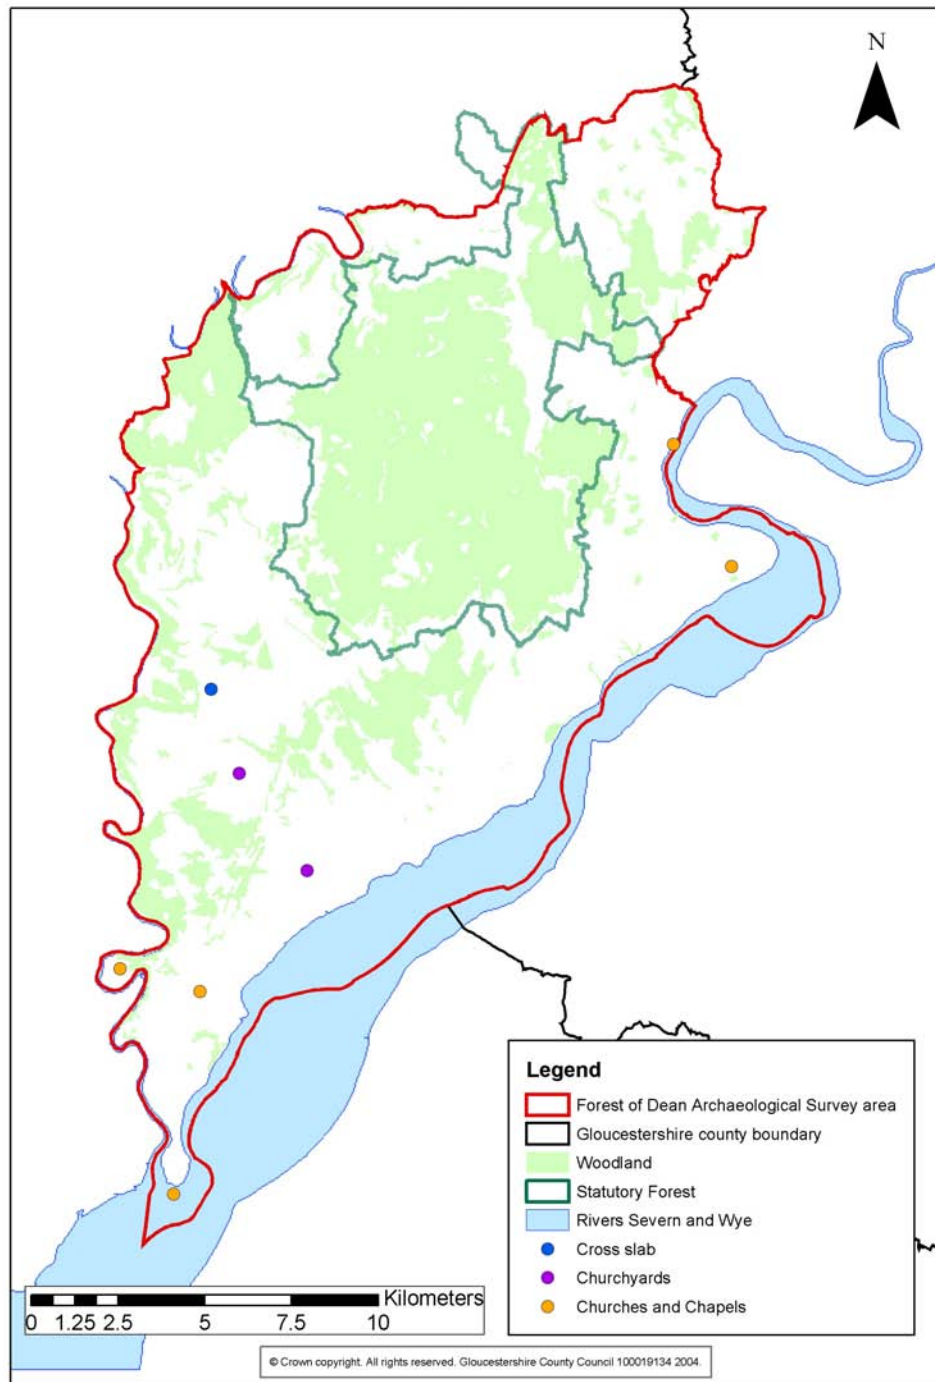 N
Legend
Forest of Dean Archaeological Survey area
Gloucestershire county boundary
Woodland
Statutory Forest
Rivers Severn and Wye
Cross slab
Churchyards
Churches and Chapels
Kilometers
0 1.25 2.5 5 7.5 10
© Crown copyright. All rights reserved. Gloucestershire County Council 100019134 2004.